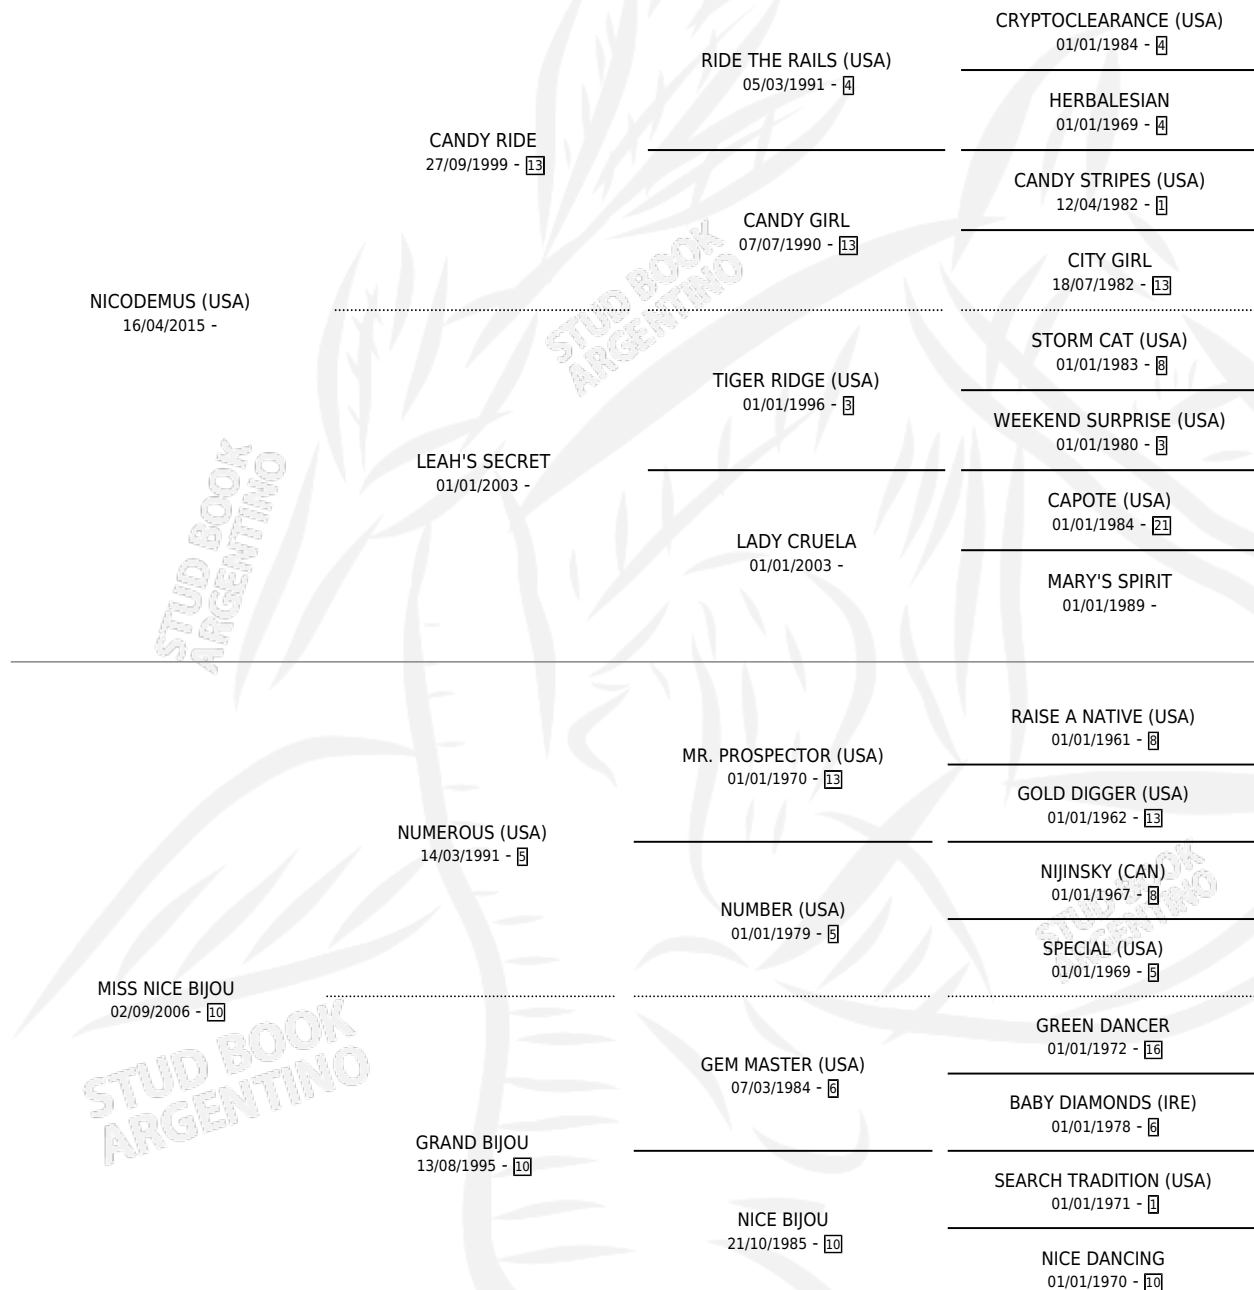 CRYPTOCLEARANCE (USA)
01/01/1984 - 4
RIDE THE RAILS (USA)
05/03/1991 - 4
HERBALESIAN
01/01/1969 - 4
CANDY RIDE
27/09/1999 - 13
CANDY STRIPES (USA)
12/04/1982 - 1
CANDY GIRL
07/07/1990 - 13
CITY GIRL
18/07/1982 - 13
NICODEMUS (USA)
16/04/2015 -
STORM CAT (USA)
01/01/1983 - 8
TIGER RIDGE (USA)
01/01/1996 - 3
WEEKEND SURPRISE (USA)
01/01/1980 - 3
LEAH'S SECRET
01/01/2003 -
CAPOTE (USA)
01/01/1984 - 21
LADY CRUELA
01/01/2003 -
MARY'S SPIRIT
01/01/1989 -
RAISE A NATIVE (USA)
01/01/1961 - 8
MR. PROSPECTOR (USA)
01/01/1970 - 13
GOLD DIGGER (USA)
01/01/1962 - 13
NUMEROUS (USA)
14/03/1991 - 5
NIJINSKY (CAN)
01/01/1967 - 8
NUMBER (USA)
01/01/1979 - 5
SPECIAL (USA)
01/01/1969 - 5
MISS NICE BIJOU
02/09/2006 - 10
GREEN DANCER
01/01/1972 - 16
GEM MASTER (USA)
07/03/1984 - 6
BABY DIAMONDS (IRE)
01/01/1978 - 6
GRAND BIJOU
13/08/1995 - 10
SEARCH TRADITION (USA)
01/01/1971 - 1
NICE BIJOU
21/10/1985 - 10
NICE DANCING
01/01/1970 - 10
STUD BOOK
ARGENTINO
STUD BOOK
ARGENTINO
STUD BOOK
ARGENTINO
STUD BOOK
ARGENTINO